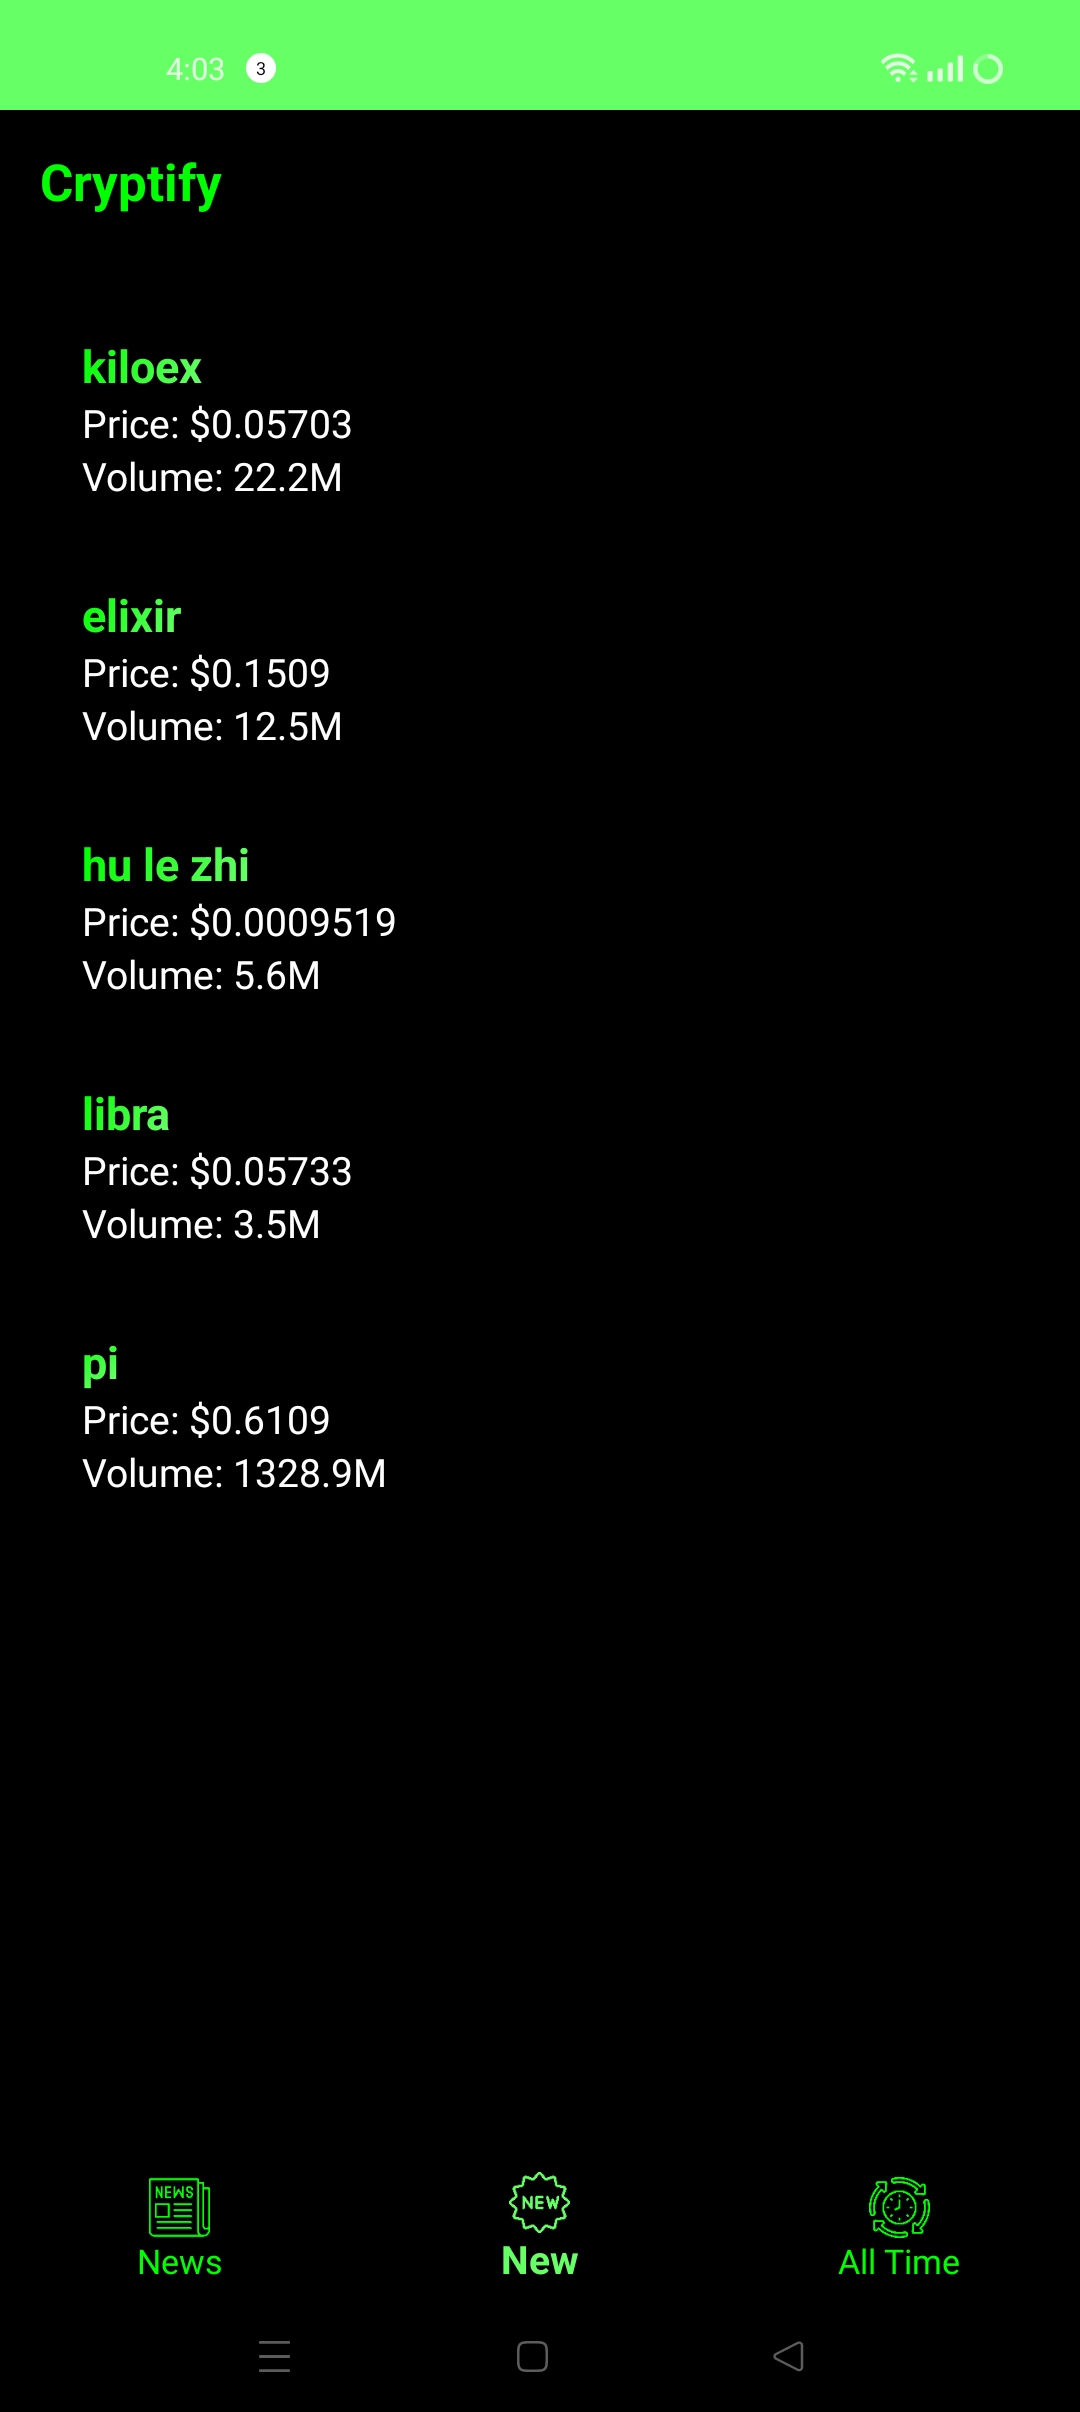 4:03 3
Cryptify
kiloex
Price: $0.05703
Volume: 22.2M
elixir
Price: $0.1509
Volume: 12.5M
hu le zhi
Price: $0.0009519
Volume: 5.6M
libra
Price: $0.05733
Volume: 3.5M
pi
Price: $0.6109
Volume: 1328.9M
NEWS NEW
News New All Time